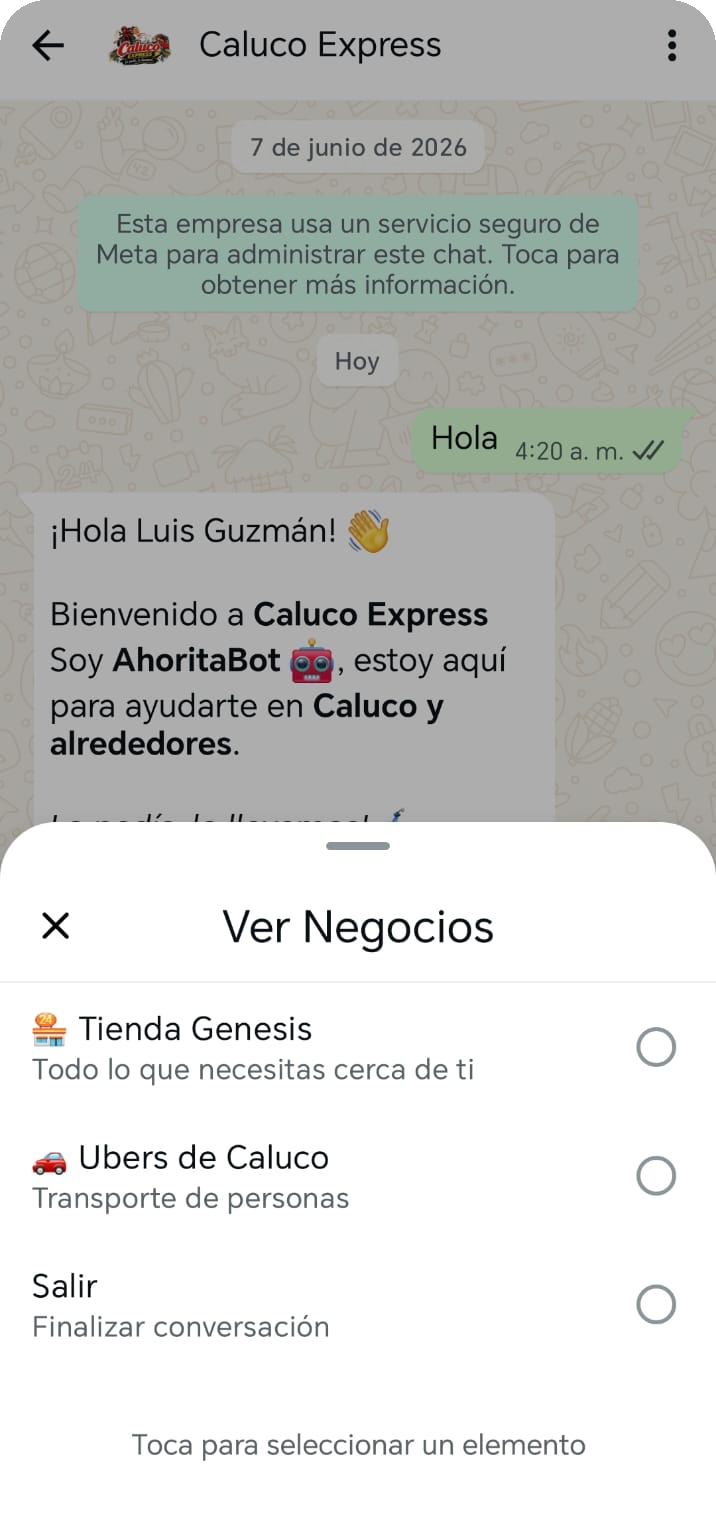 Caluco Express
7 de junio de 2026
Esta empresa usa un servicio seguro de
Meta para administrar este chat. Toca para
obtener más información.
Hoy
Hola 4:20 a. m.
¡Hola Luis Guzmán! 👋
Bienvenido a Caluco Express
Soy AhoritaBot 🤖, estoy aquí
para ayudarte en Caluco y
alrededores.
Ver Negocios
🏪 Tienda Genesis
Todo lo que necesitas cerca de ti
🚗 Ubers de Caluco
Transporte de personas
Salir
Finalizar conversación
Toca para seleccionar un elemento